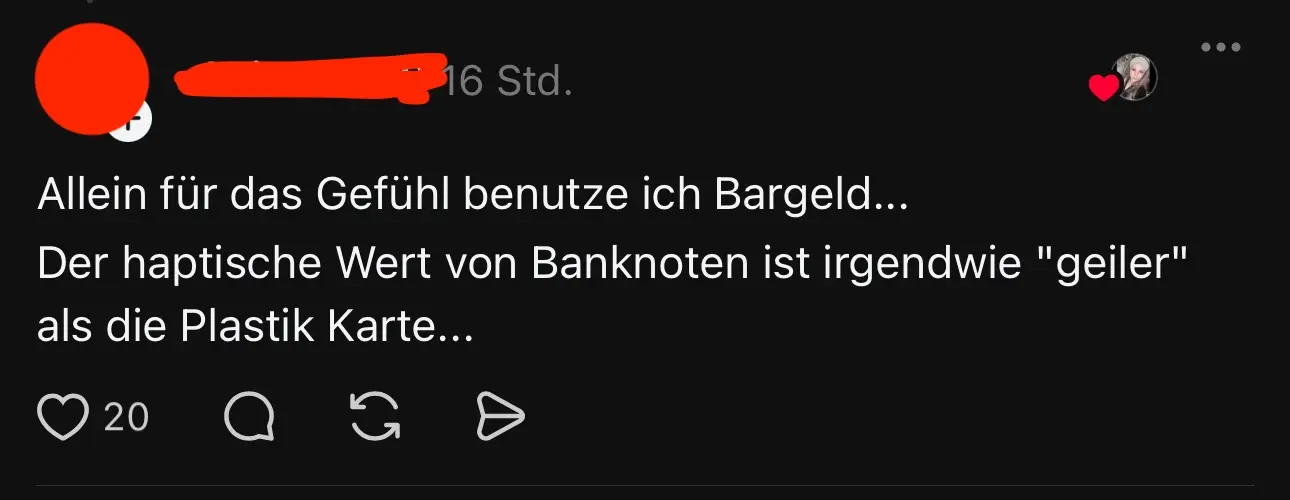 16 Std.
Allein für das Gefühl benutze ich Bargeld...
Der haptische Wert von Banknoten ist irgendwie "geiler"
als die Plastik Karte...
20